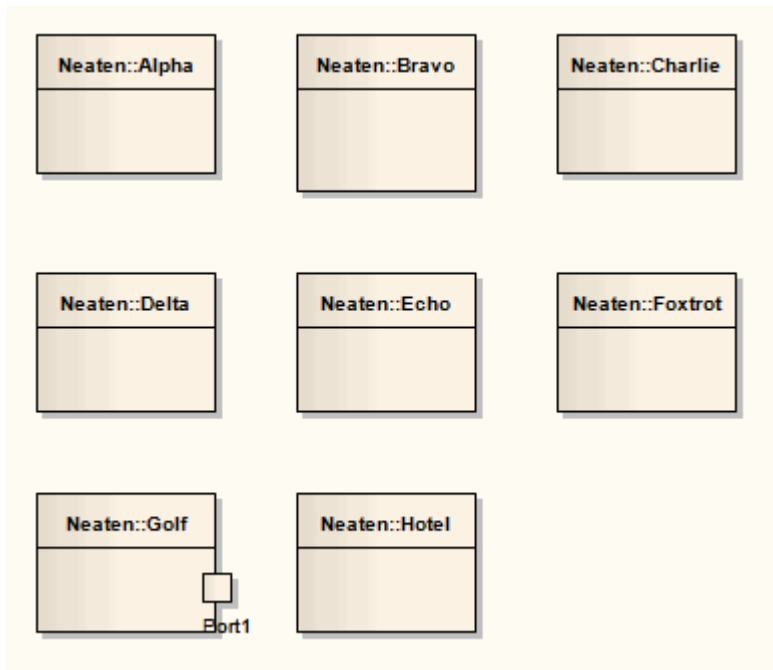 Neaten::Alpha
Neaten::Bravo
Neaten::Charlie
Neaten::Delta
Neaten::Echo
Neaten::Foxtrot
Neaten::Golf
Neaten::Hotel
Port1